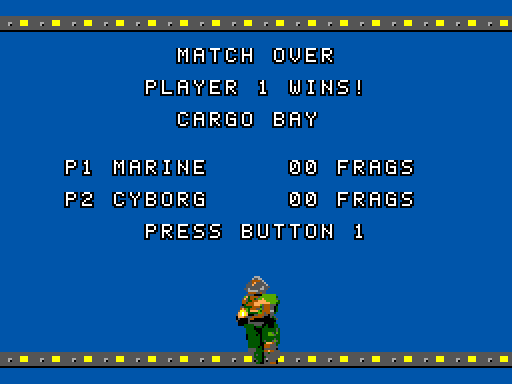 MATCH OVER
PLAYER 1 WINS!
CARGO BAY
P1 MARINE 00 FRAGS
P2 CYBORG 00 FRAGS
PRESS BUTTON 1